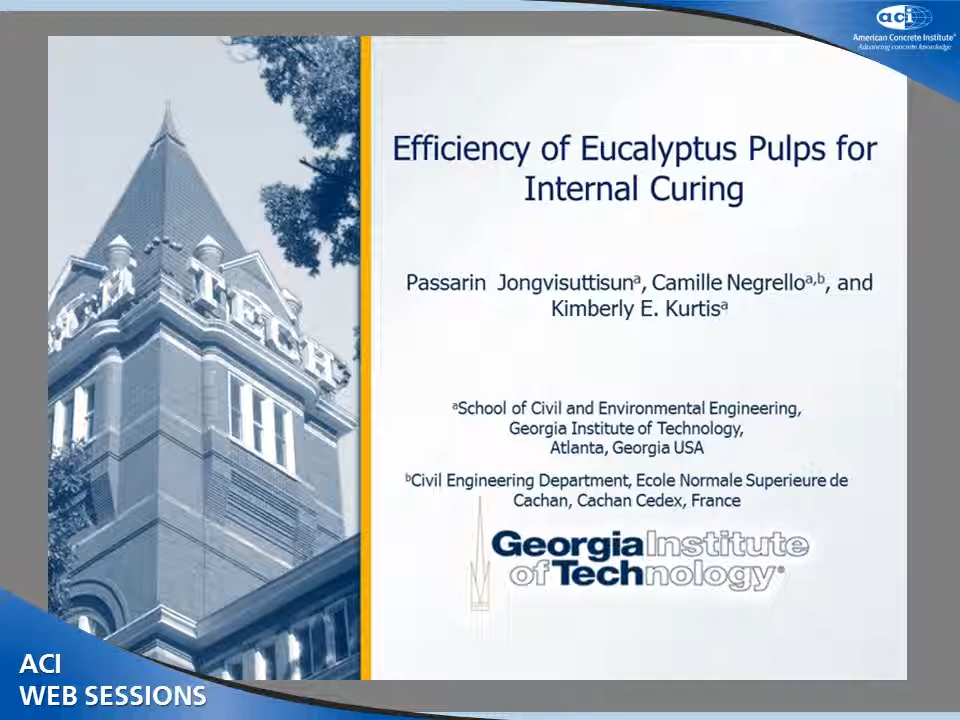 aci
American Concrete Institute®
Advancing concrete knowledge
Efficiency of Eucalyptus Pulps for
Internal Curing
Passarin Jongvisuttisunᵃ, Camille Negrelloᵃ,ᵇ, and
Kimberly E. Kurtisᵃ
ᵃSchool of Civil and Environmental Engineering,
Georgia Institute of Technology,
Atlanta, Georgia USA
ᵇCivil Engineering Department, Ecole Normale Superieure de
Cachan, Cachan Cedex, France
Georgia Institute
of Technology®
TECH
ACI
WEB SESSIONS